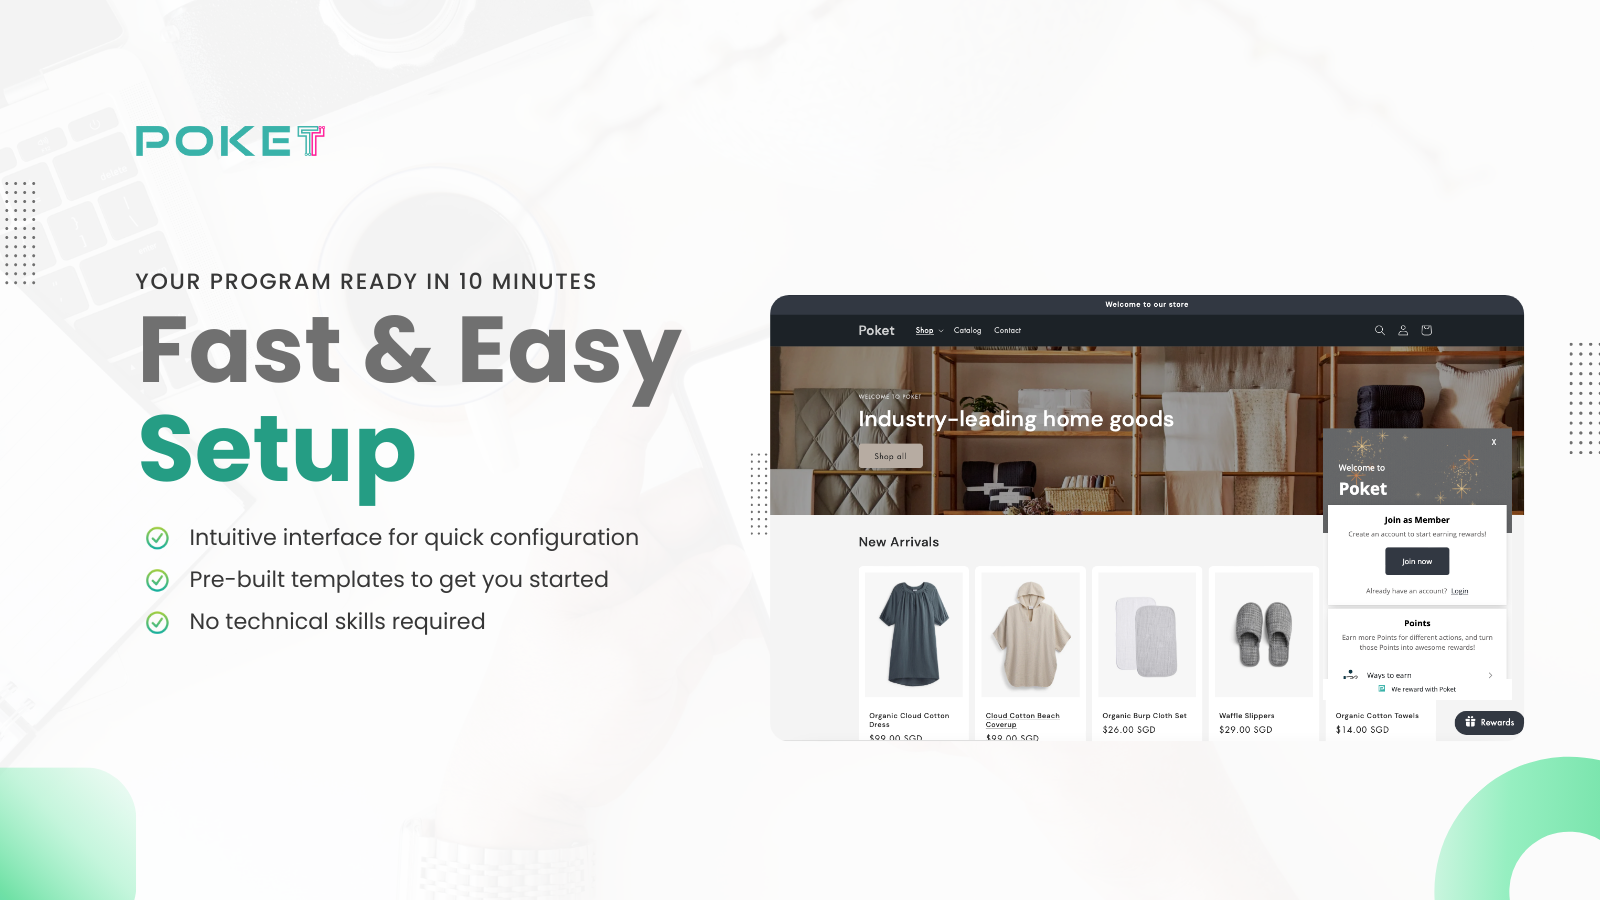 POKET
YOUR PROGRAM READY IN 10 MINUTES
Fast & Easy
Setup
Intuitive interface for quick configuration
Pre-built templates to get you started
No technical skills required
Welcome to our store
Poket
Shop
Catalog
Contact
WELCOME TO POKET
Industry-leading home goods
Shop all
New Arrivals
Organic Cloud Cotton
Dress
$99.00 SGD
Cloud Cotton Beach
Coverup
$99.00 SGD
Organic Burp Cloth Set
$26.00 SGD
Waffle Slippers
$29.00 SGD
Organic Cotton Towels
$14.00 SGD
X
Welcome to
Poket
Join as Member
Create an account to start earning rewards!
Join now
Already have an account? Login
Points
Earn more Points for different actions, and turn
those Points into awesome rewards!
Ways to earn
We reward with Poket
Rewards